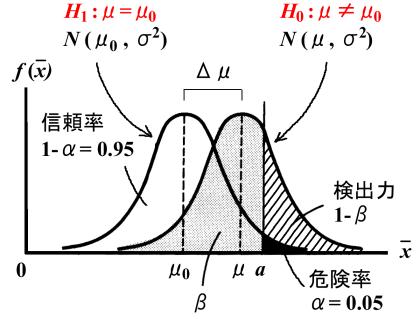 H₁ : μ = μ₀
N ( μ₀ , σ² )
H₀ : μ ≠ μ₀
N ( μ , σ² )
f (x̄)
Δ μ
信頼率
1-α = 0.95
検出力
1-β
0
μ₀
μ
a
x̄
β
危険率
α = 0.05